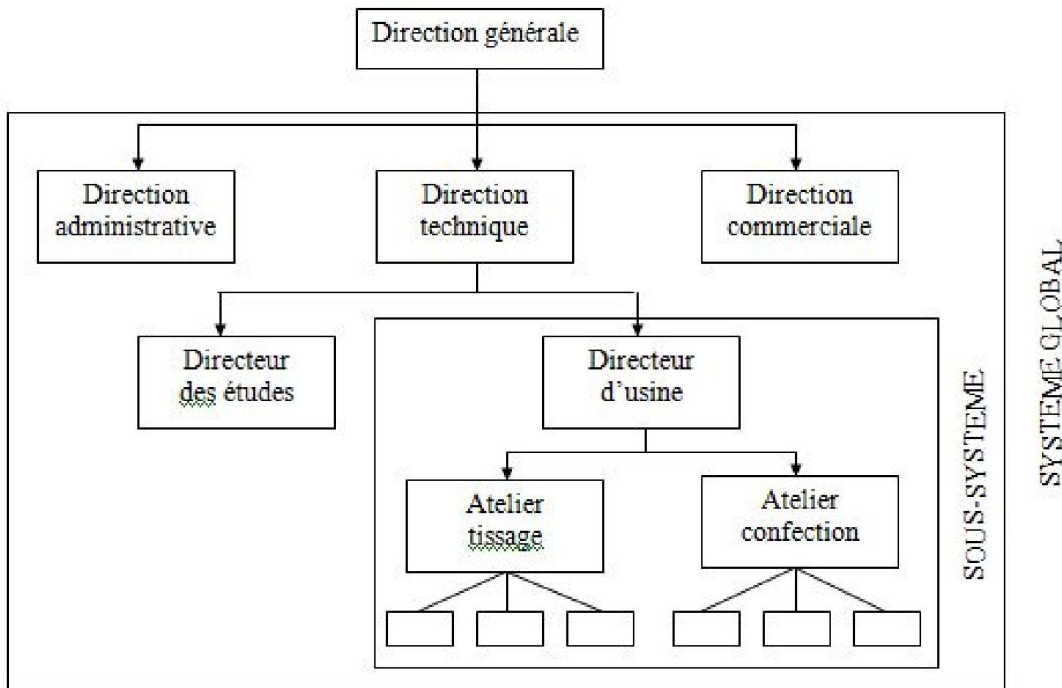 Direction générale
Direction
administrative
Direction
technique
Direction
commerciale
Directeur
des études
Directeur
d'usine
Atelier
tissage
Atelier
confection
SOUS-SYSTEME
SYSTEME GLOBAL